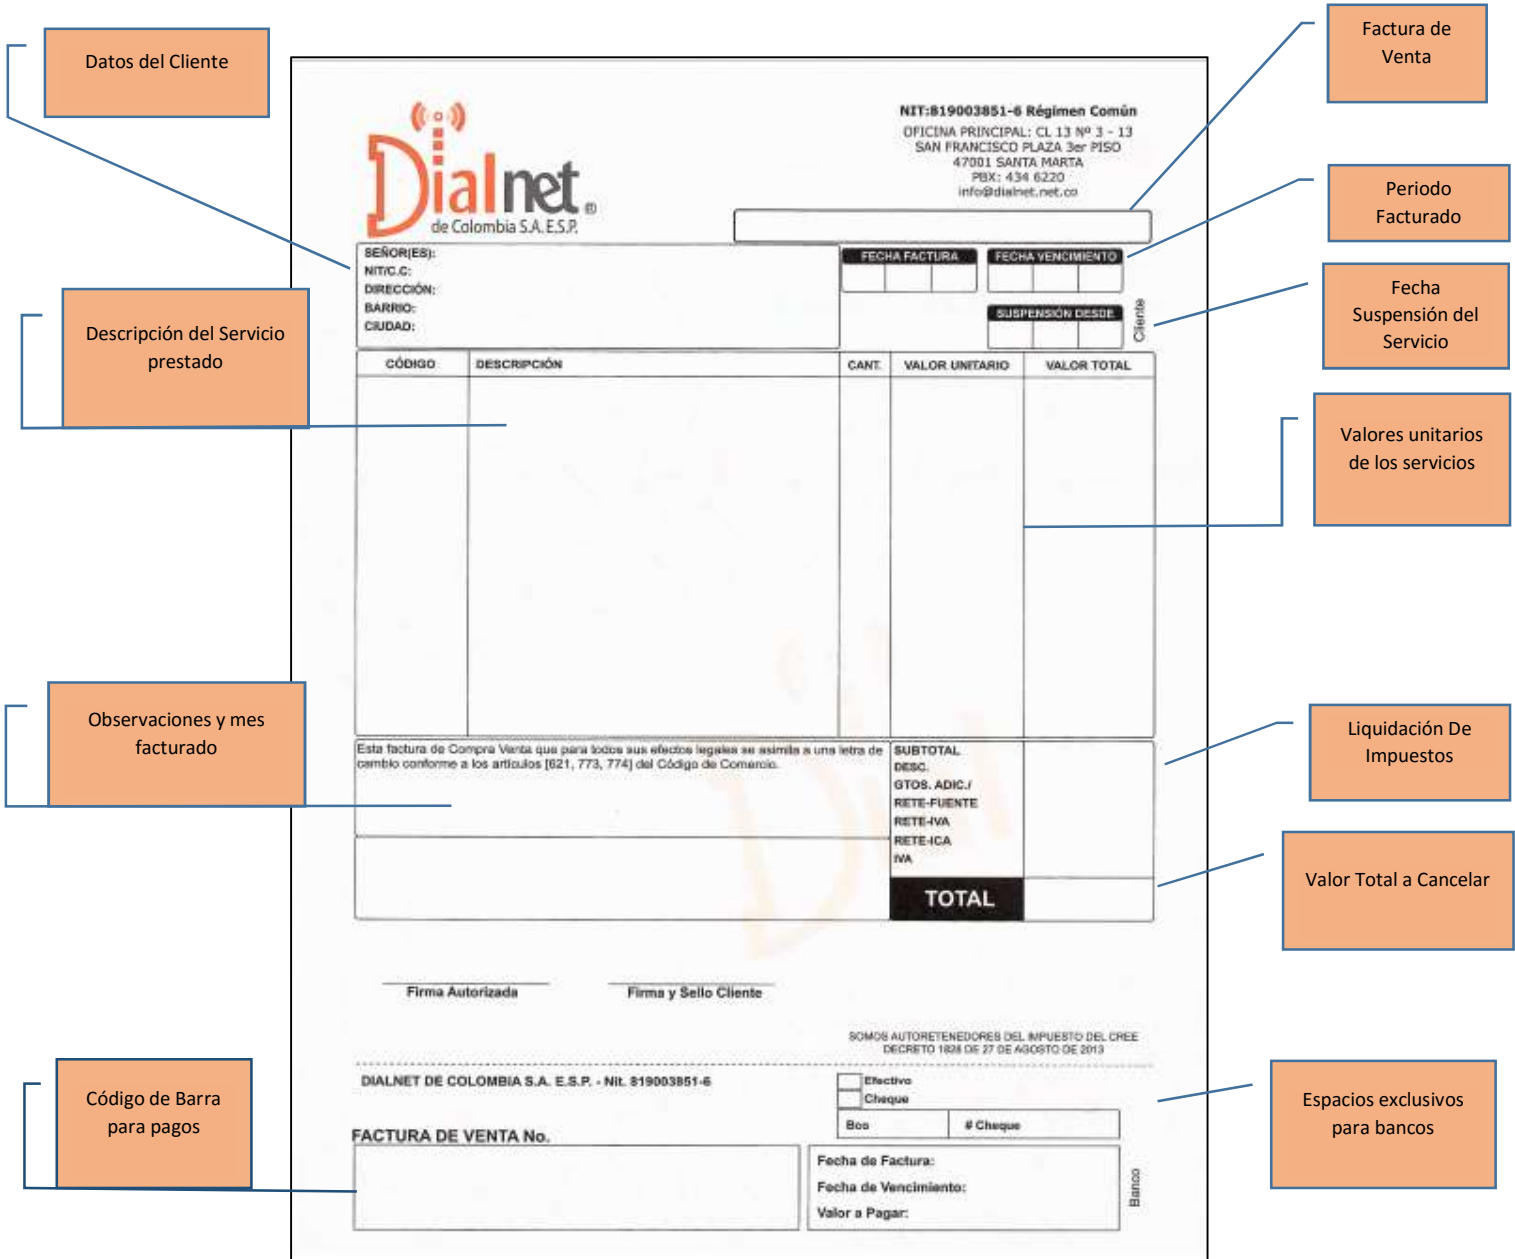 Datos del Cliente
Factura de
Venta
Dialnet ®
de Colombia S.A. E.S.P.
NIT:819003851-6 Régimen Común
OFICINA PRINCIPAL: CL 13 Nº 3 - 13
SAN FRANCISCO PLAZA 3er PISO
47001 SANTA MARTA
PBX: 434 6220
info@dialnet.net.co
Periodo
Facturado
SEÑOR(ES):
NIT/C.C:
DIRECCIÓN:
BARRIO:
CIUDAD:
FECHA FACTURA
FECHA VENCIMIENTO
SUSPENSIÓN DESDE
Cliente
Fecha
Suspensión del
Servicio
Descripción del Servicio
prestado
CÓDIGO DESCRIPCIÓN CANT. VALOR UNITARIO VALOR TOTAL
Valores unitarios
de los servicios
Observaciones y mes
facturado
Esta factura de Compra Venta que para todos sus efectos legales se asimila a una letra de
cambio conforme a los artículos [621, 773, 774] del Código de Comercio.
SUBTOTAL
DESC.
GTOS. ADIC./
RETE-FUENTE
RETE-IVA
RETE-ICA
IVA
TOTAL
Liquidación De
Impuestos
Valor Total a Cancelar
Firma Autorizada
Firma y Sello Cliente
SOMOS AUTORETENEDORES DEL IMPUESTO DEL CREE
DECRETO 1828 DE 27 DE AGOSTO DE 2013
DIALNET DE COLOMBIA S.A. E.S.P. - Nit. 819003851-6
Efectivo
Cheque
Bco # Cheque
Código de Barra
para pagos
FACTURA DE VENTA No.
Fecha de Factura:
Fecha de Vencimiento:
Valor a Pagar:
Banco
Espacios exclusivos
para bancos
Dial